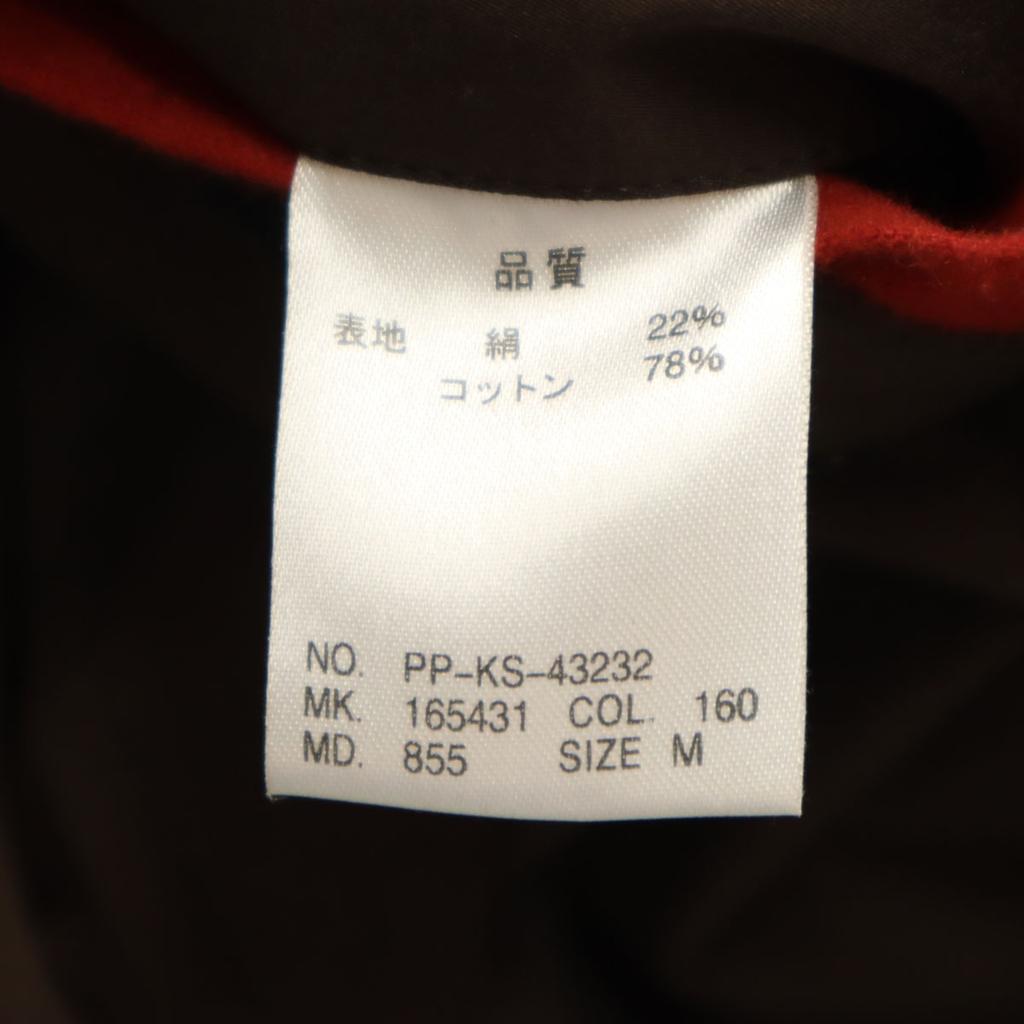 品質
表地 絹 22%
コットン 78%
NO. PP-KS-43232
MK. 165431 COL. 160
MD. 855 SIZE M